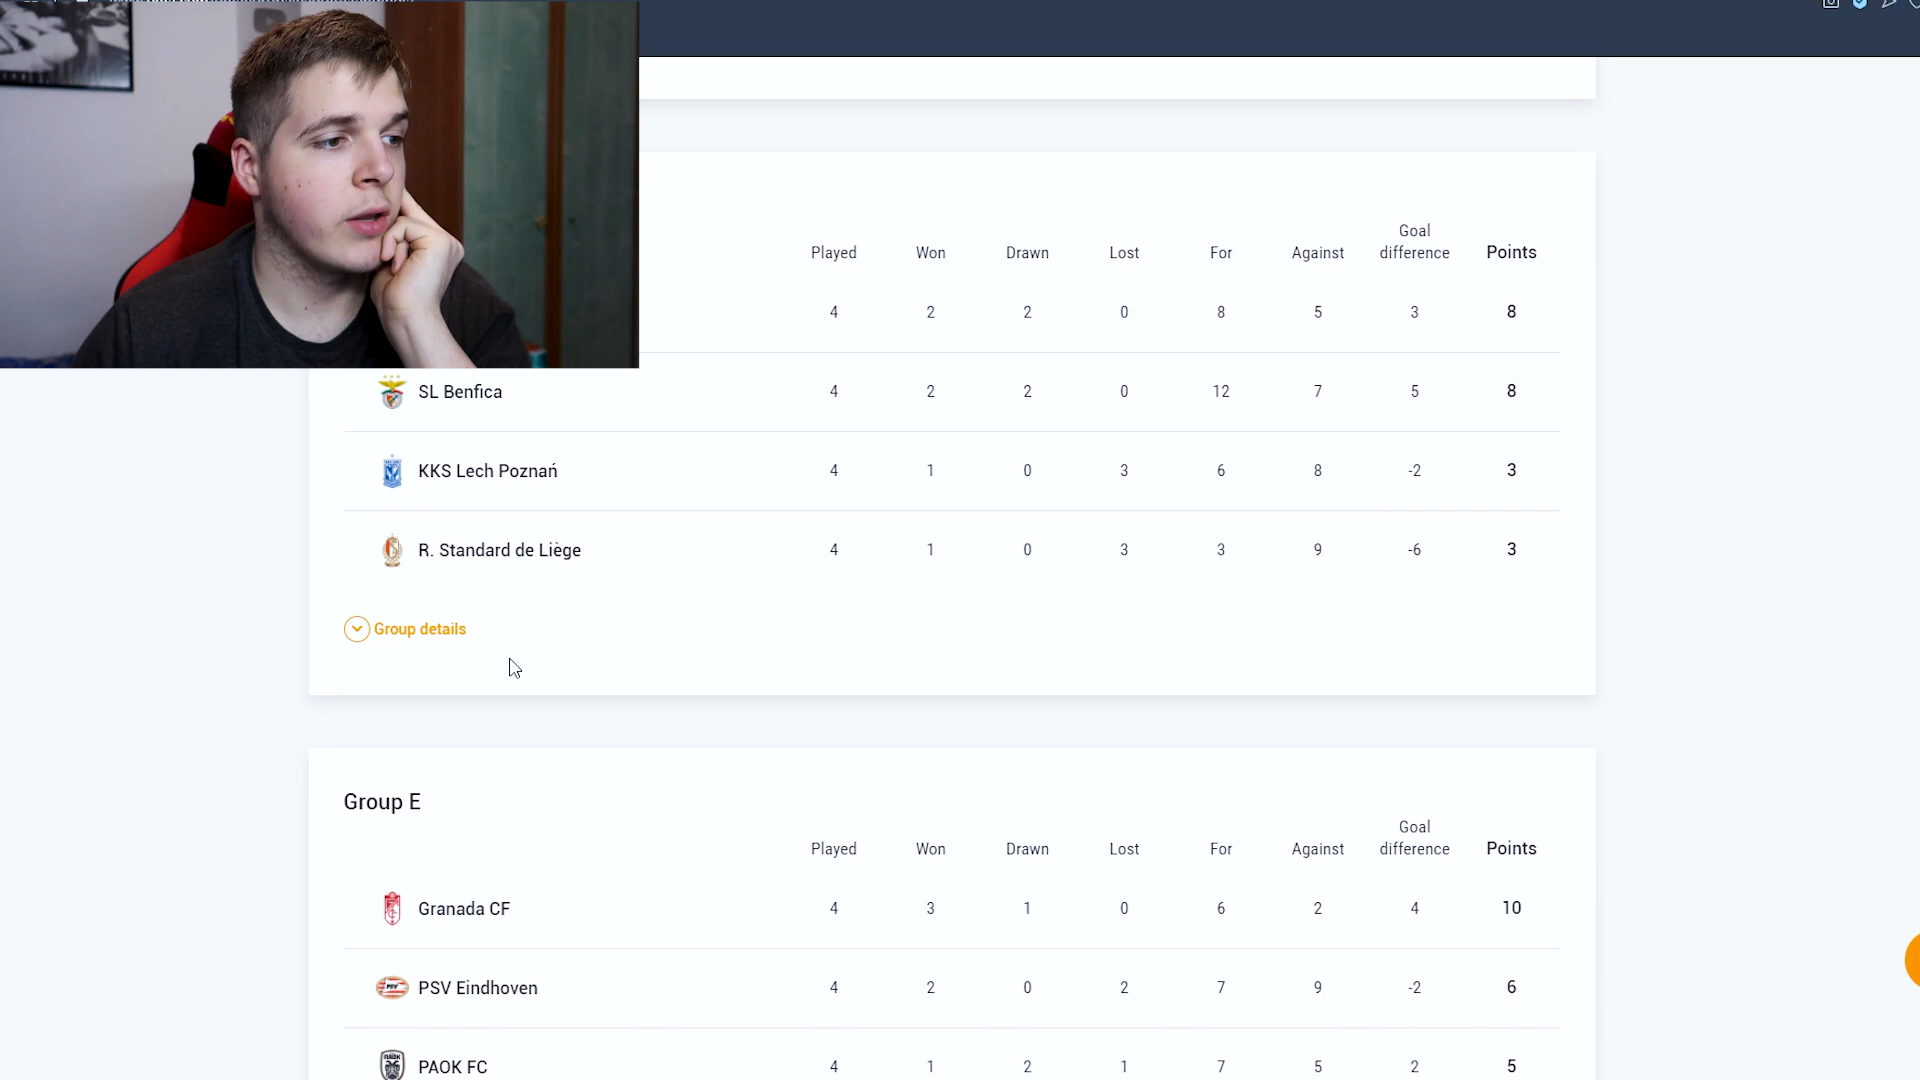 Played Won Drawn Lost For Against Goal difference Points
4 2 2 0 8 5 3 8
SL Benfica 4 2 2 0 12 7 5 8
KKS Lech Poznań 4 1 0 3 6 8 -2 3
R. Standard de Liège 4 1 0 3 3 9 -6 3
Group details
Group E
Played Won Drawn Lost For Against Goal difference Points
Granada CF 4 3 1 0 6 2 4 10
PSV Eindhoven 4 2 0 2 7 9 -2 6
PAOK FC 4 1 2 1 7 5 2 5